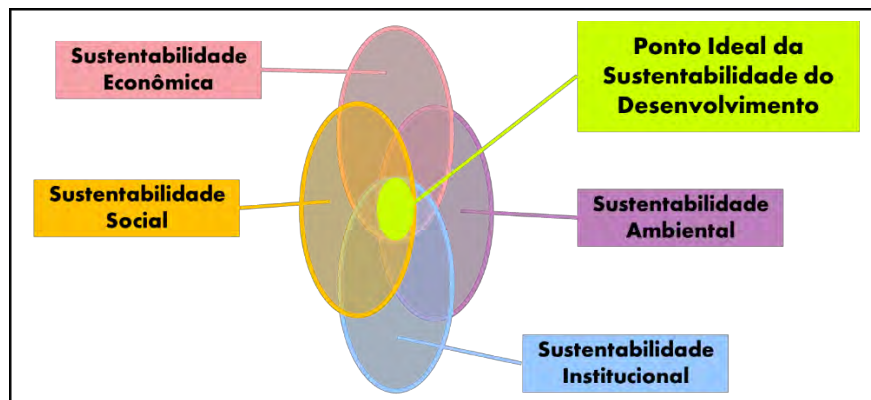 Sustentabilidade
Econômica
Ponto Ideal da
Sustentabilidade do
Desenvolvimento
Sustentabilidade
Social
Sustentabilidade
Ambiental
Sustentabilidade
Institucional